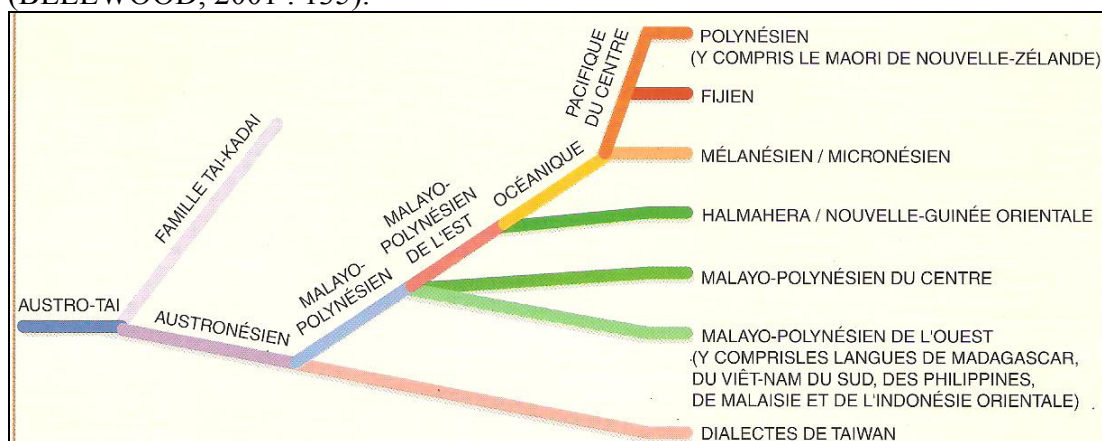 (BELLWOOD, 2001 : 135).
POLYNÉSIEN
(Y COMPRIS LE MAORI DE NOUVELLE-ZÉLANDE)
PACIFIQUE
DU CENTRE
FIJIEN
MÉLANÉSIEN / MICRONÉSIEN
OCÉANIQUE
FAMILLE TAI-KADAI
MALAYO-
POLYNÉSIEN
DE L'EST
HALMAHERA / NOUVELLE-GUINÉE ORIENTALE
MALAYO-
POLYNÉSIEN
MALAYO-POLYNÉSIEN DU CENTRE
AUSTRO-TAI
AUSTRONÉSIEN
MALAYO-POLYNÉSIEN DE L'OUEST
(Y COMPRISLES LANGUES DE MADAGASCAR,
DU VIÊT-NAM DU SUD, DES PHILIPPINES,
DE MALAISIE ET DE L'INDONÉSIE ORIENTALE)
DIALECTES DE TAIWAN